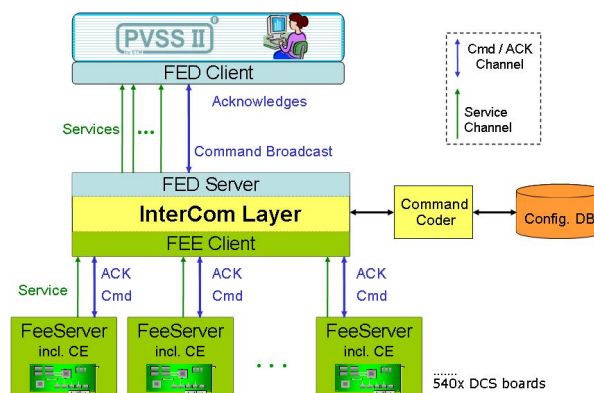 PVSS II
FED Client
Services
...
Acknowledges
Command Broadcast
Cmd / ACK
Channel
Service
Channel
FED Server
InterCom Layer
FEE Client
Command
Coder
Config. DB
Service
ACK
Cmd
ACK
Cmd
ACK
Cmd
FeeServer
incl. CE
FeeServer
incl. CE
. . .
FeeServer
incl. CE
.......
540x DCS boards